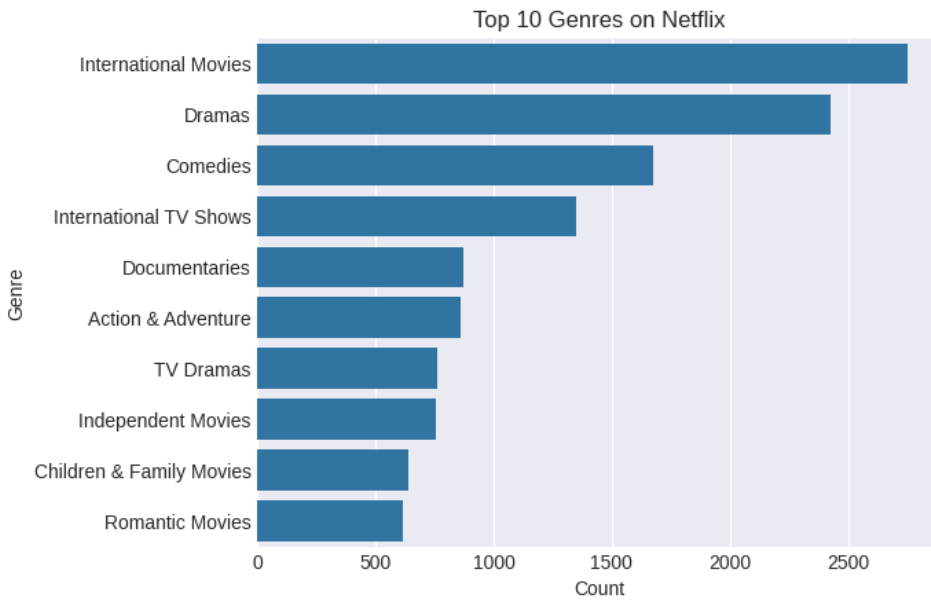 Top 10 Genres on Netflix
Genre
International Movies
Dramas
Comedies
International TV Shows
Documentaries
Action & Adventure
TV Dramas
Independent Movies
Children & Family Movies
Romantic Movies
0 500 1000 1500 2000 2500
Count